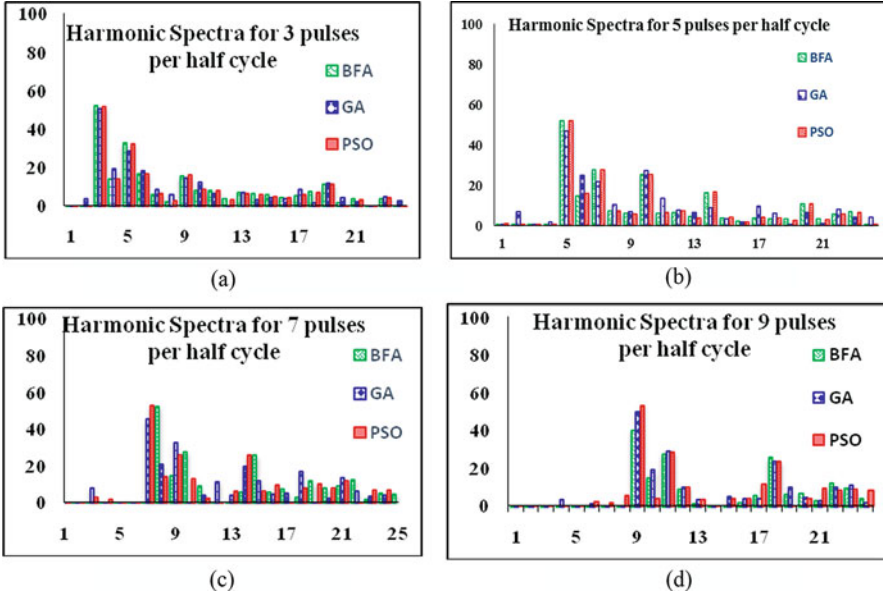 Harmonic Spectra for 3 pulses
per half cycle
100
80
60
40
20
0
BFA
GA
PSO
1 5 9 13 17 21
(a)
Harmonic Spectra for 5 pulses per half cycle
100
80
60
40
20
0
BFA
GA
PSO
1 5 9 13 17 21
(b)
Harmonic Spectra for 7 pulses
per half cycle
100
80
60
40
20
0
BFA
GA
PSO
1 5 9 13 17 21 25
(c)
Harmonic Spectra for 9 pulses
per half cycle
100
80
60
40
20
0
BFA
GA
PSO
1 5 9 13 17 21
(d)